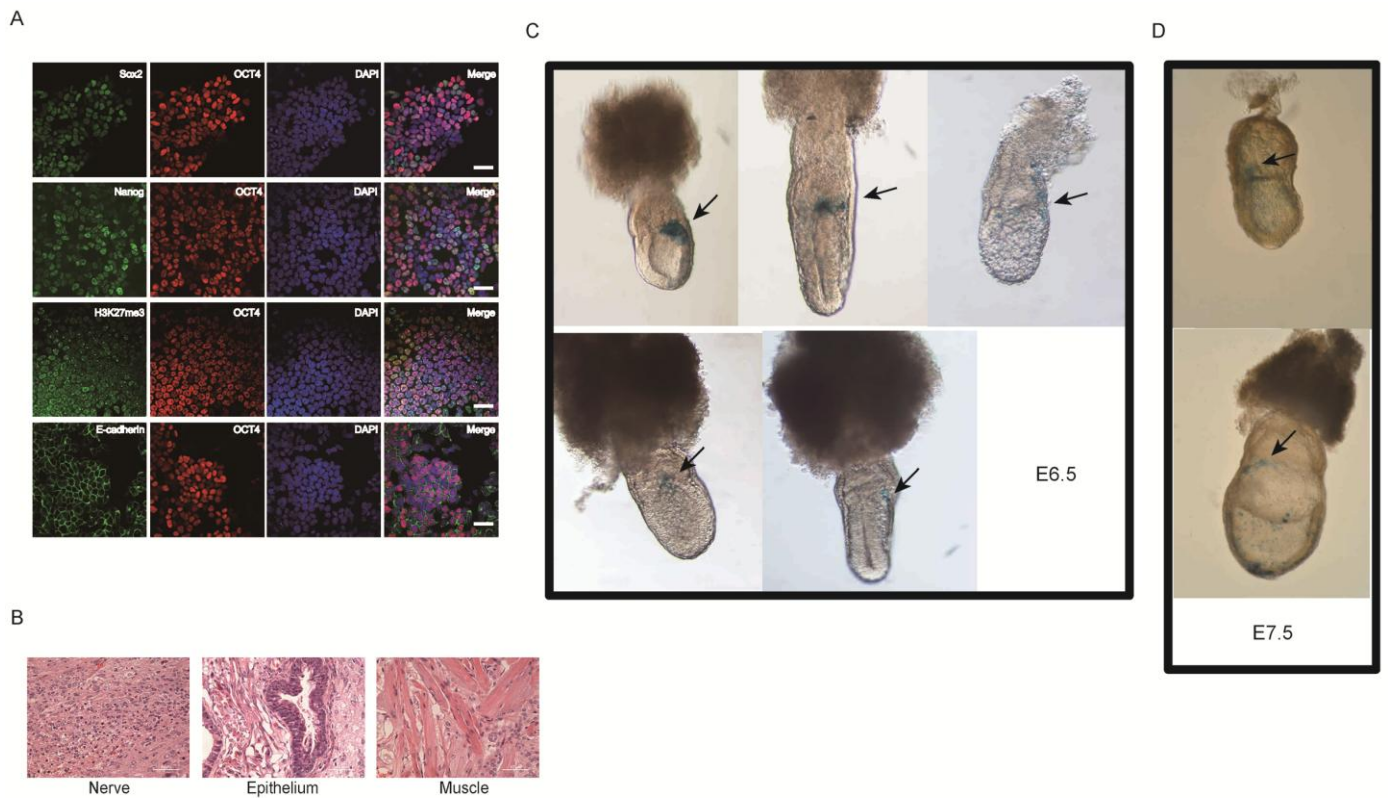 A
Sox2 OCT4 DAPI Merge
Nanog OCT4 DAPI Merge
H3K27me3 OCT4 DAPI Merge
E-cadherin OCT4 DAPI Merge
B
Nerve Epithelium Muscle
C
E6.5
D
E7.5